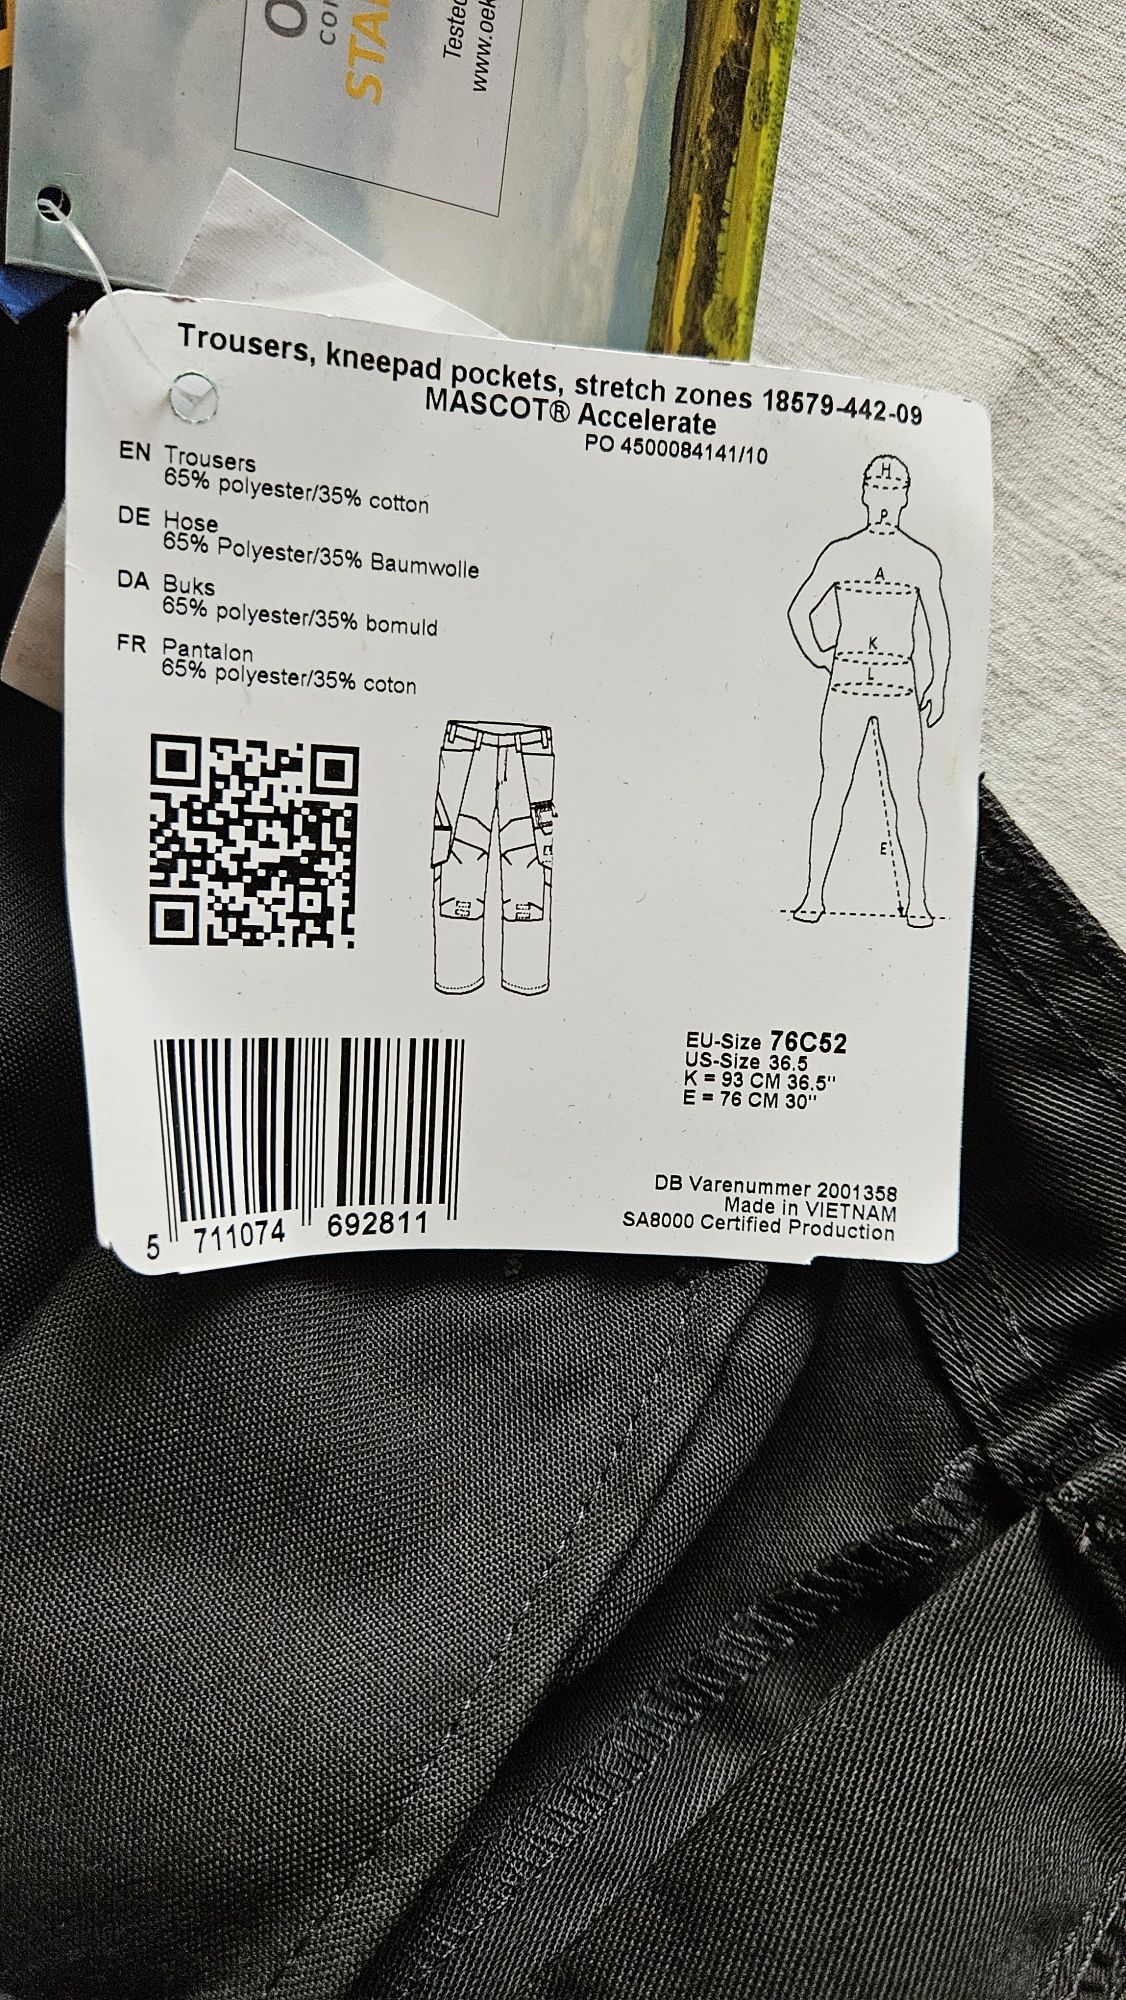 STA
Tested
Trousers, kneepad pockets, stretch zones 18579-442-09
MASCOT® Accelerate
PO 4500084141/10
EN Trousers
65% polyester/35% cotton
DE Hose
65% Polyester/35% Baumwolle
DA Buks
65% polyester/35% bomuld
FR Pantalon
65% polyester/35% coton
H
P
A
K
L
E
EU-Size 76C52
US-Size 36.5
K = 93 CM 36.5"
E = 76 CM 30"
DB Varenummer 2001358
Made in VIETNAM
SA8000 Certified Production
5 711074 692811